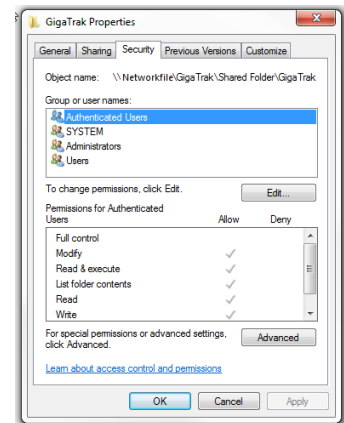 GigaTrak Properties
General Sharing Security Previous Versions Customize
Object name: \\Networkfile\GigaTrak\Shared Folder\GigaTrak
Group or user names:
Authenticated Users
SYSTEM
Administrators
Users
To change permissions, click Edit.
Edit...
Permissions for Authenticated
Users Allow Deny
Full control
Modify
Read & execute
List folder contents
Read
Write
For special permissions or advanced settings,
click Advanced.
Advanced
Learn about access control and permissions
OK Cancel Apply